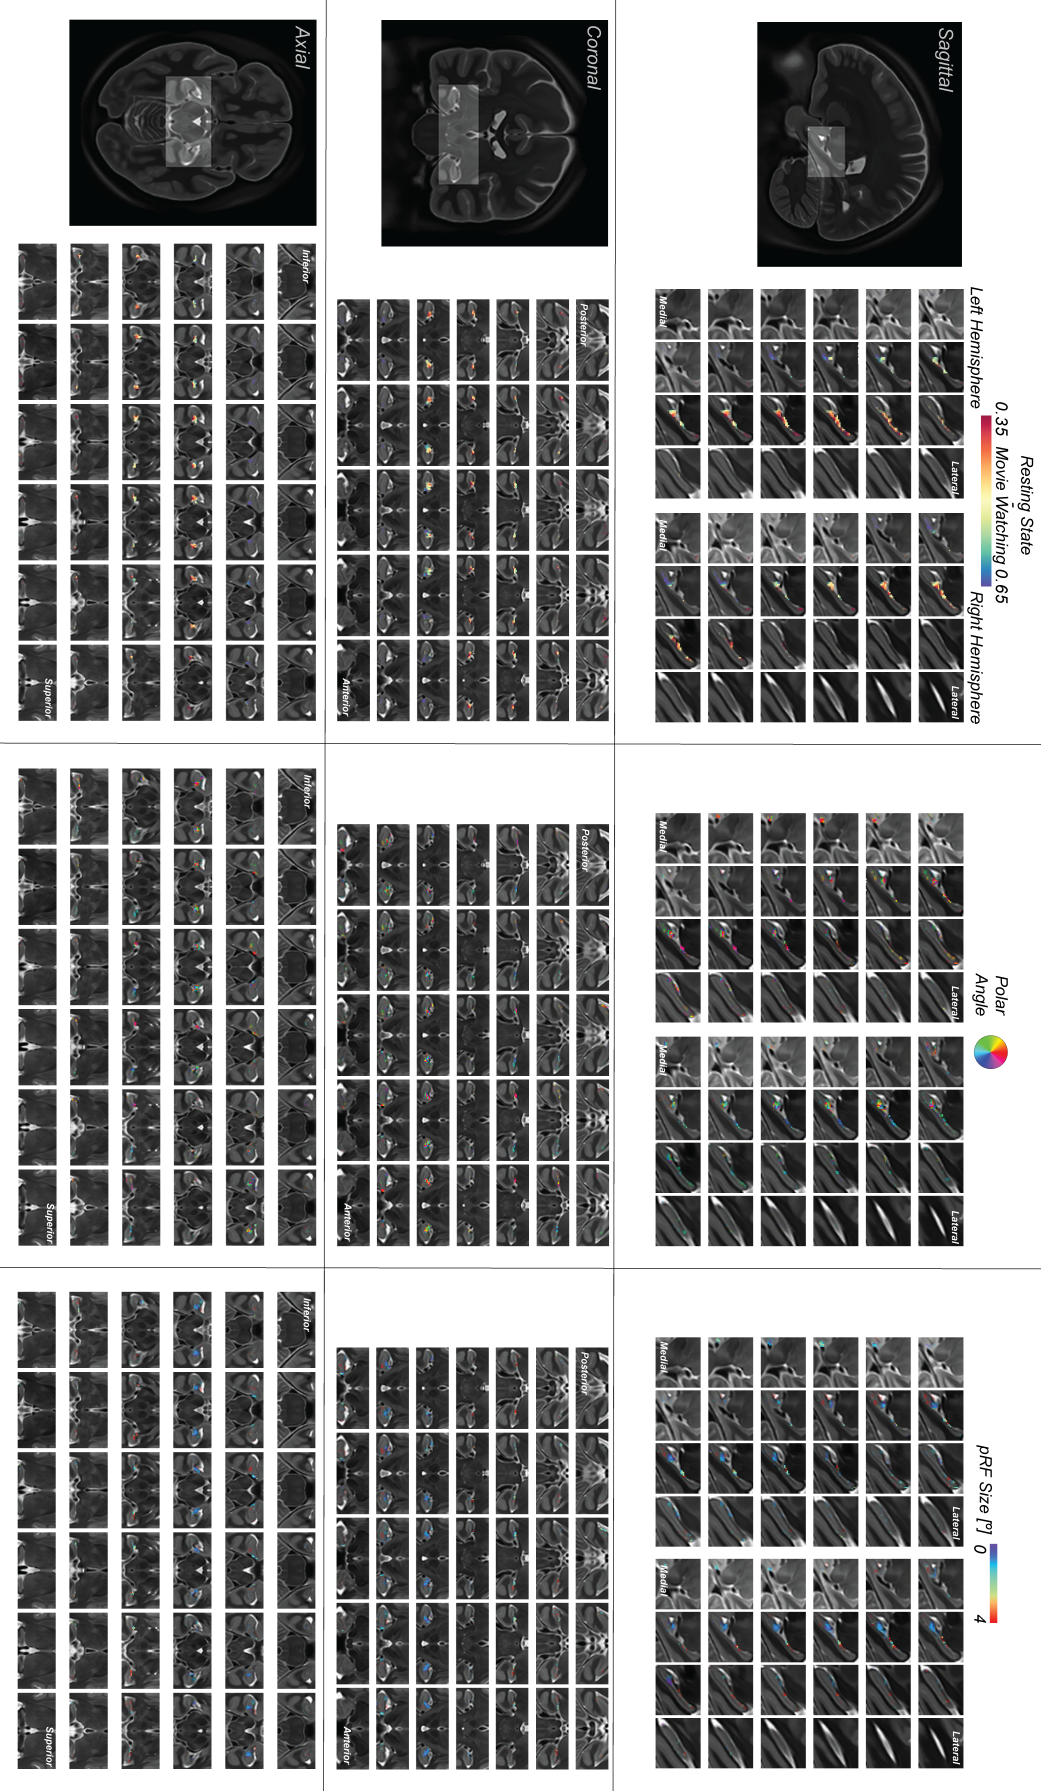 Resting State
-
0.35 Movie Watching 0.65
Polar
Angle
pRF Size [º] 0 4
Left Hemisphere
Right Hemisphere
Sagittal
Lateral
Lateral
Lateral
Lateral
Lateral
Lateral
Medial
Medial
Medial
Medial
Medial
Medial
Coronal
Posterior
Posterior
Posterior
Anterior
Anterior
Anterior
Axial
Inferior
Inferior
Inferior
Superior
Superior
Superior